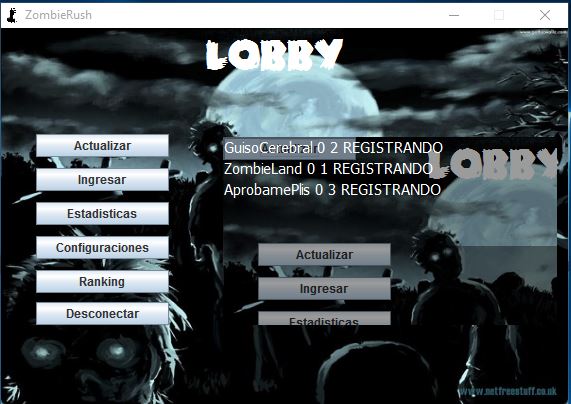 ZombieRush
LOBBY
Actualizar
Ingresar
Estadisticas
Configuraciones
Ranking
Desconectar
GuisoCerebral 0 2 REGISTRANDO
ZombieLand 0 1 REGISTRANDO
AprobamePlis 0 3 REGISTRANDO
LOBBY
Actualizar
Ingresar
Estadisticas
www.netfreestuff.co.uk